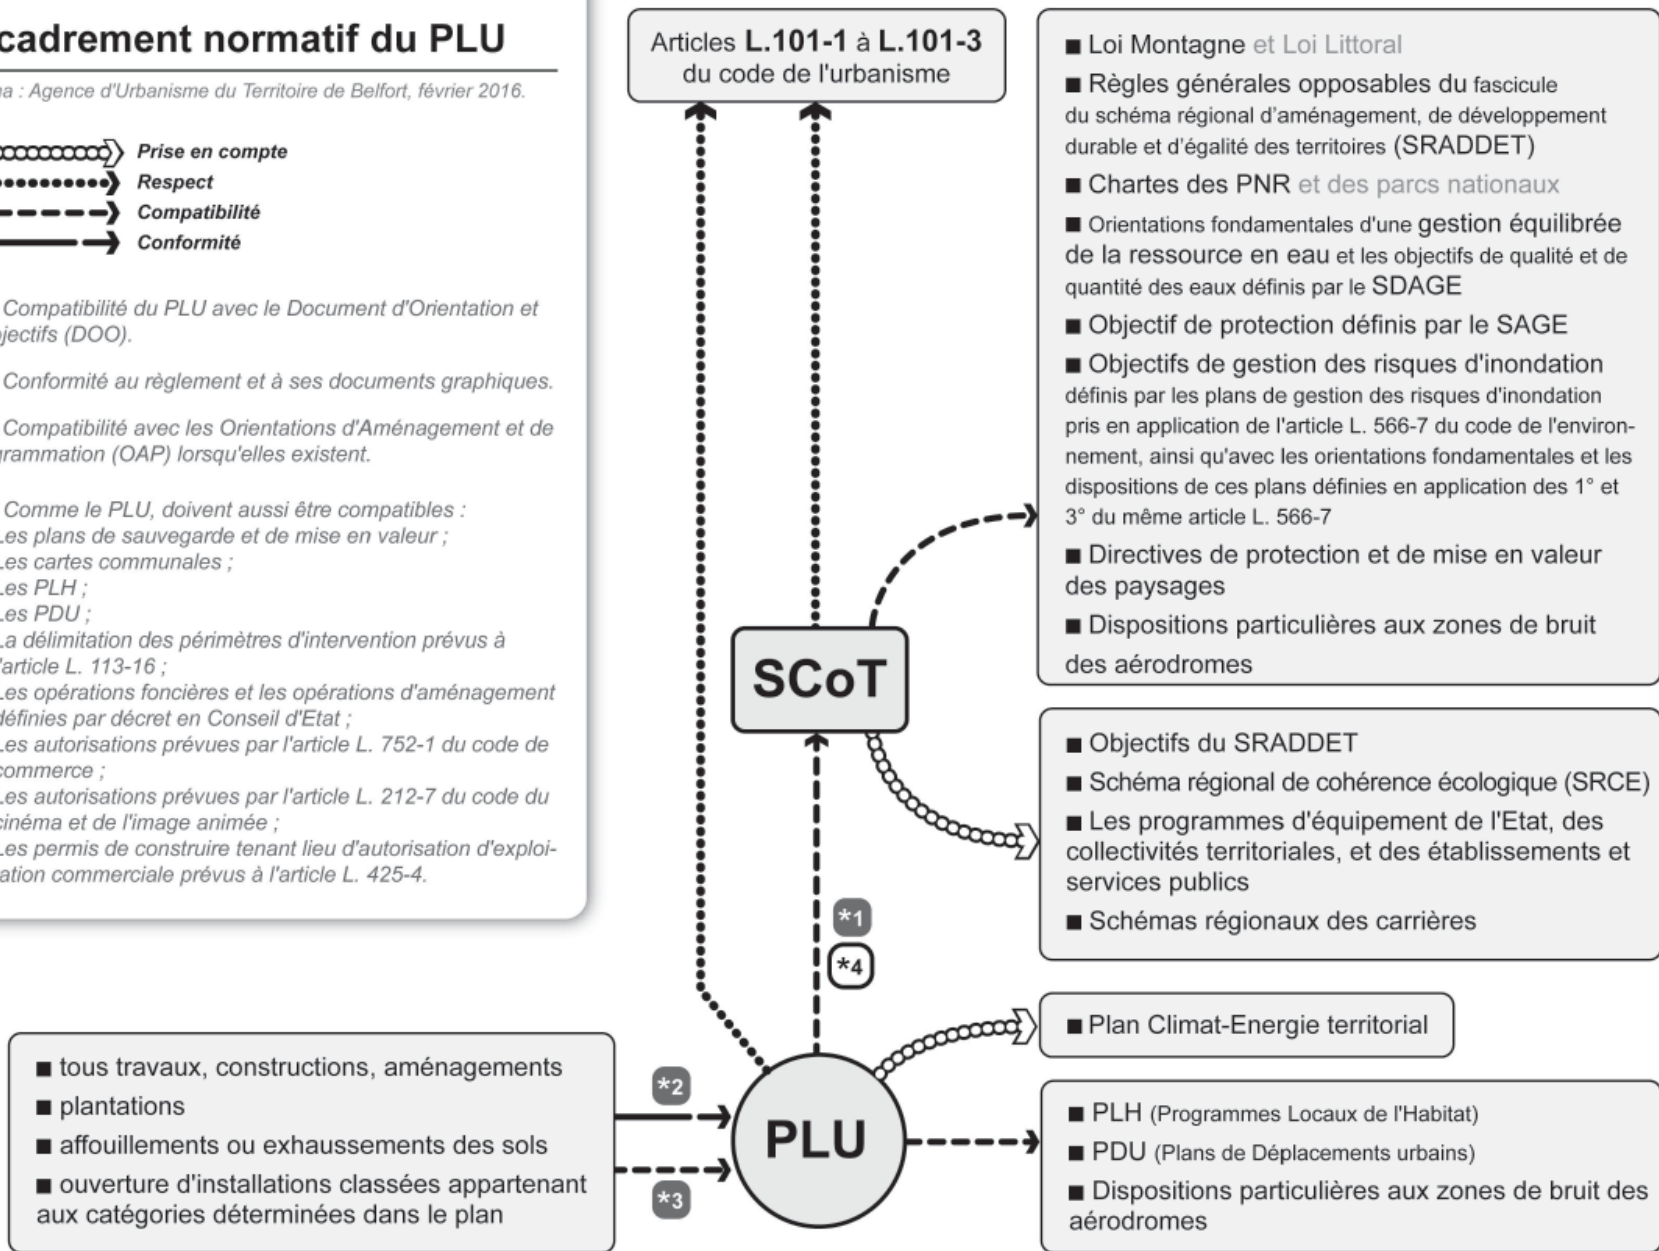 cadrement normatif du PLU
na : Agence d'Urbanisme du Territoire de Belfort, février 2016.
Prise en compte
Respect
Compatibilité
Conformité
Compatibilité du PLU avec le Document d'Orientation et
jectifs (DOO).
Conformité au règlement et à ses documents graphiques.
Compatibilité avec les Orientations d'Aménagement et de
grammation (OAP) lorsqu'elles existent.
Comme le PLU, doivent aussi être compatibles :
Les plans de sauvegarde et de mise en valeur ;
Les cartes communales ;
Les PLH ;
Les PDU ;
La délimitation des périmètres d'intervention prévus à
l'article L. 113-16 ;
Les opérations foncières et les opérations d'aménagement
définies par décret en Conseil d'Etat ;
Les autorisations prévues par l'article L. 752-1 du code de
commerce ;
Les autorisations prévues par l'article L. 212-7 du code du
cinéma et de l'image animée ;
Les permis de construire tenant lieu d'autorisation d'exploi-
tation commerciale prévus à l'article L. 425-4.
Articles L.101-1 à L.101-3
du code de l'urbanisme
■ Loi Montagne et Loi Littoral
■ Règles générales opposables du fascicule
du schéma régional d'aménagement, de développement
durable et d'égalité des territoires (SRADDET)
■ Chartes des PNR et des parcs nationaux
■ Orientations fondamentales d'une gestion équilibrée
de la ressource en eau et les objectifs de qualité et de
quantité des eaux définis par le SDAGE
■ Objectif de protection définis par le SAGE
■ Objectifs de gestion des risques d'inondation
définis par les plans de gestion des risques d'inondation
pris en application de l'article L. 566-7 du code de l'environ-
nement, ainsi qu'avec les orientations fondamentales et les
dispositions de ces plans définies en application des 1° et
3° du même article L. 566-7
■ Directives de protection et de mise en valeur
des paysages
■ Dispositions particulières aux zones de bruit
des aérodromes
SCoT
■ Objectifs du SRADDET
■ Schéma régional de cohérence écologique (SRCE)
■ Les programmes d'équipement de l'Etat, des
collectivités territoriales, et des établissements et
services publics
■ Schémas régionaux des carrières
*1
*4
■ Plan Climat-Energie territorial
■ tous travaux, constructions, aménagements
■ plantations
■ affouillements ou exhaussements des sols
■ ouverture d'installations classées appartenant
aux catégories déterminées dans le plan
*2
*3
PLU
■ PLH (Programmes Locaux de l'Habitat)
■ PDU (Plans de Déplacements urbains)
■ Dispositions particulières aux zones de bruit des
aérodromes